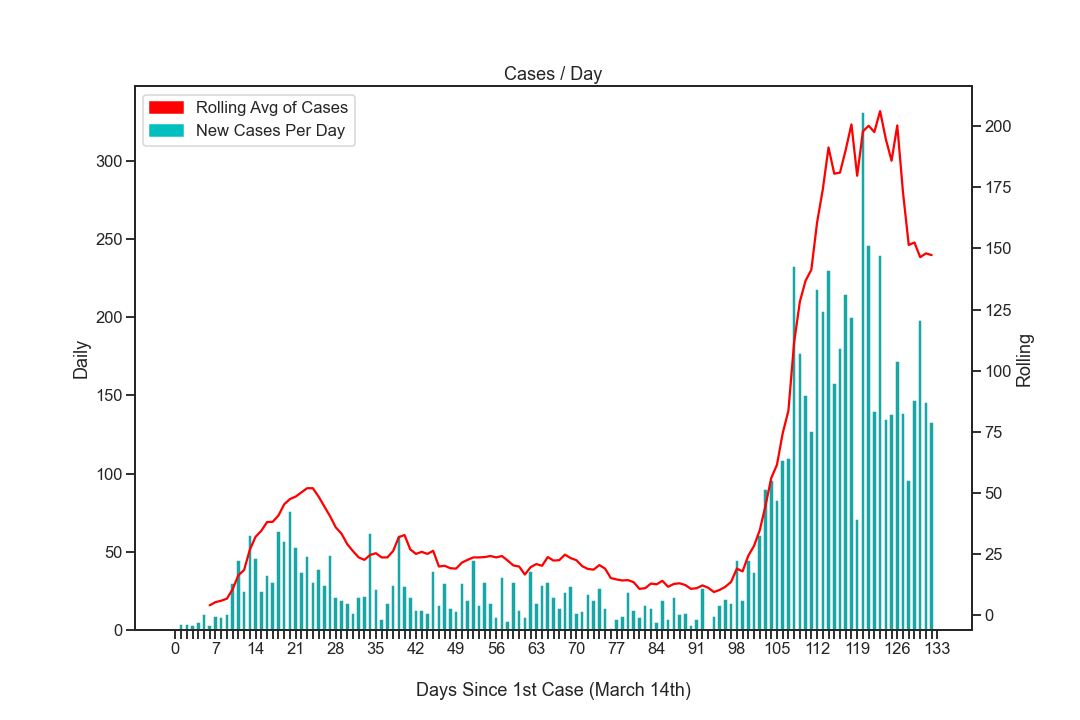 Cases / Day
Rolling Avg of Cases
New Cases Per Day
300
250
200
150
100
50
0
Daily
200
175
150
125
100
75
50
25
0
Rolling
0 7 14 21 28 35 42 49 56 63 70 77 84 91 98 105 112 119 126 133
Days Since 1st Case (March 14th)